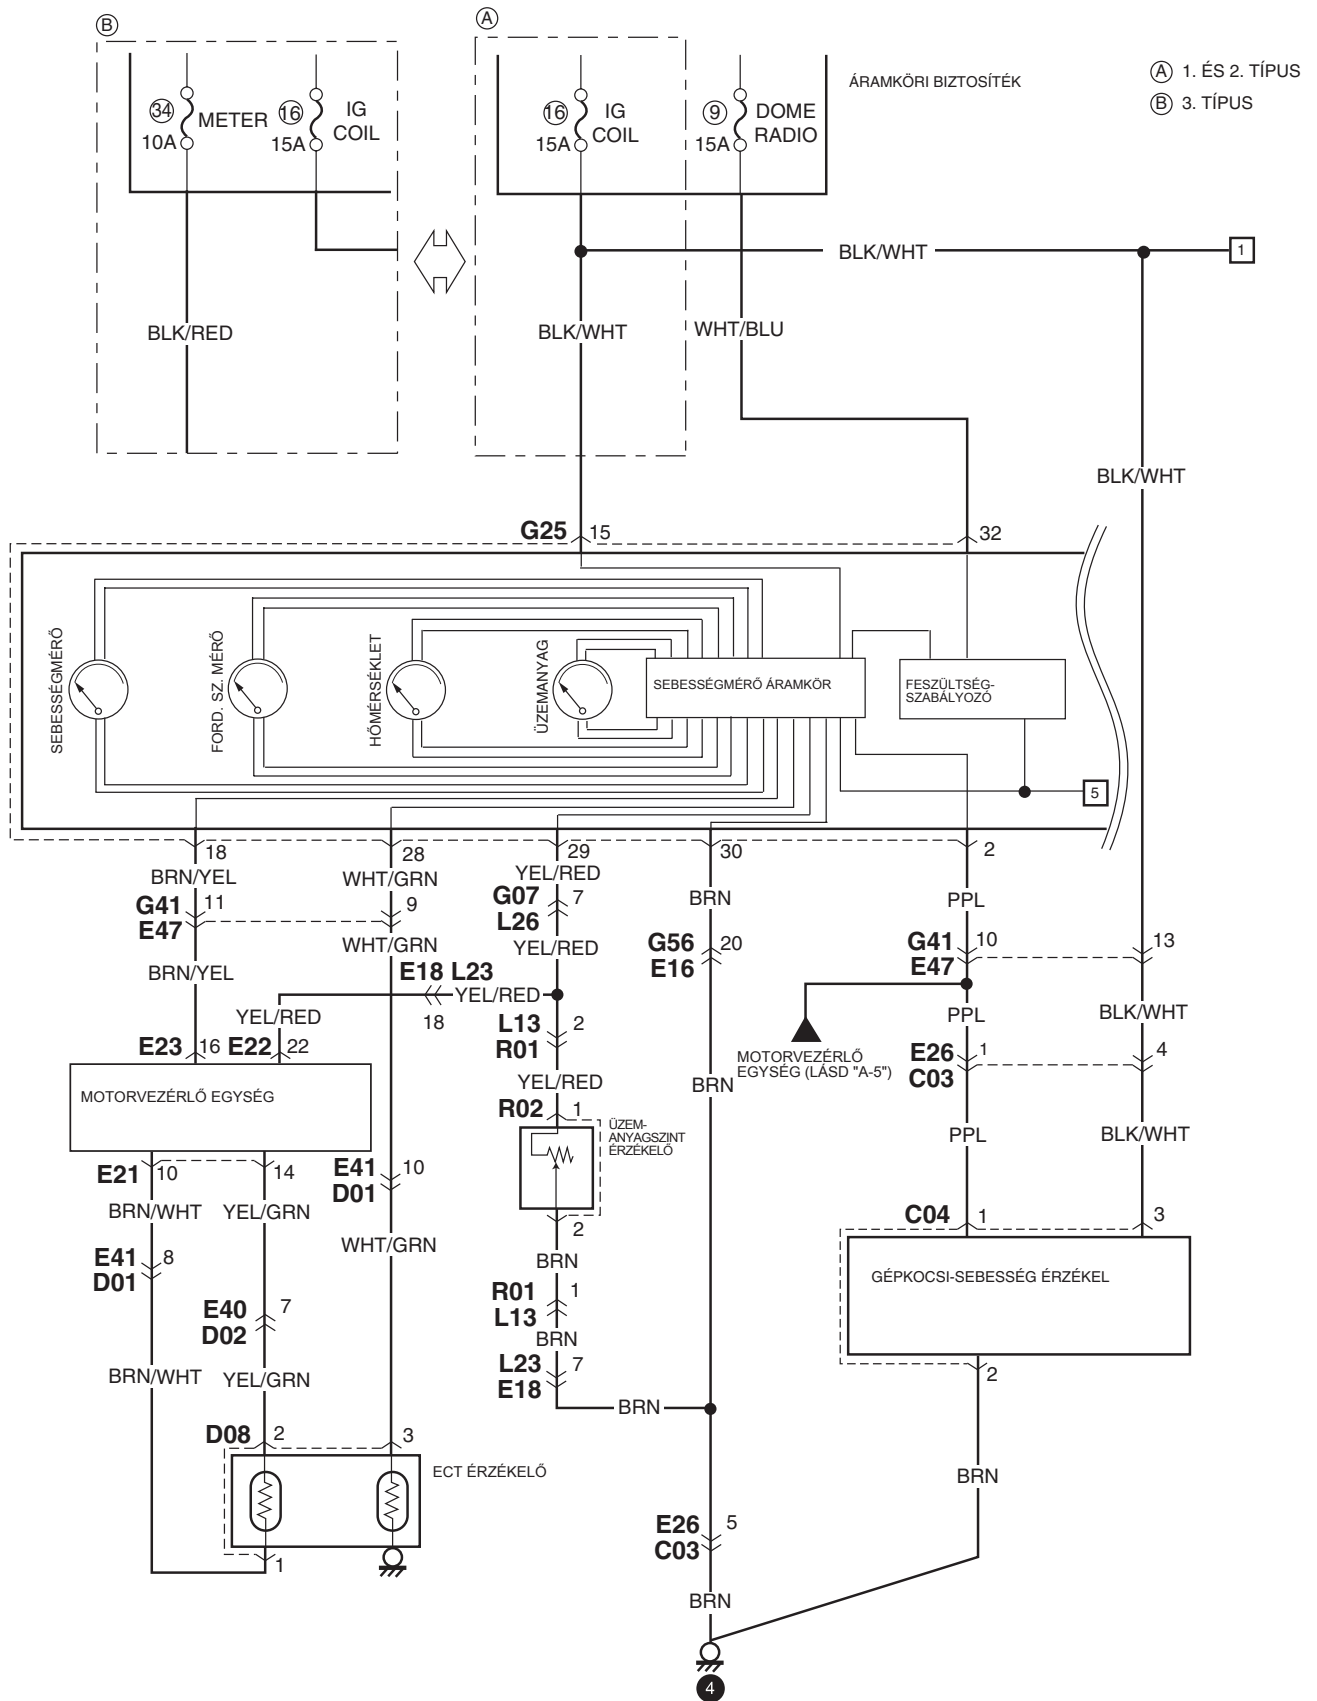 B
A
A 1. ÉS 2. TÍPUS
B 3. TÍPUS
ÁRAMKÖRI BIZTOSÍTÉK
34
10A
METER
16
15A
IG
COIL
16
15A
IG
COIL
9
15A
DOME
RADIO
BLK/WHT
1
BLK/RED
BLK/WHT
WHT/BLU
BLK/WHT
G25
15
32
SEBESSÉGMÉRŐ
FORD. SZ. MÉRŐ
HŐMÉRSÉKLET
ÜZEMANYAG
SEBESSÉGMÉRŐ ÁRAMKÖR
FESZÜLTSÉG-
SZABÁLYOZÓ
5
18
28
29
30
2
BRN/YEL
WHT/GRN
YEL/RED
BRN
PPL
G41
E47
11
9
G07
L26
7
G56
E16
20
G41
E47
10
13
BRN/YEL
WHT/GRN
YEL/RED
E18 L23
YEL/RED
18
YEL/RED
PPL
BLK/WHT
E23
16
E22
22
L13
R01
2
MOTORVEZÉRLŐ
EGYSÉG (LÁSD "A-5")
E26
C03
1
4
MOTORVEZÉRLŐ EGYSÉG
YEL/RED
BRN
R02
1
ÜZEM-
ANYAGSZINT
ÉRZÉKELŐ
PPL
BLK/WHT
E21
10
14
E41
D01
10
BRN/WHT
YEL/GRN
WHT/GRN
2
C04
1
3
E41
D01
8
BRN
GÉPKOCSI-SEBESSÉG ÉRZÉKEL
E40
D02
7
R01
L13
1
BRN
BRN/WHT
YEL/GRN
L23
E18
7
2
BRN
D08
2
3
ECT ÉRZÉKELŐ
BRN
E26
C03
5
1
BRN
4